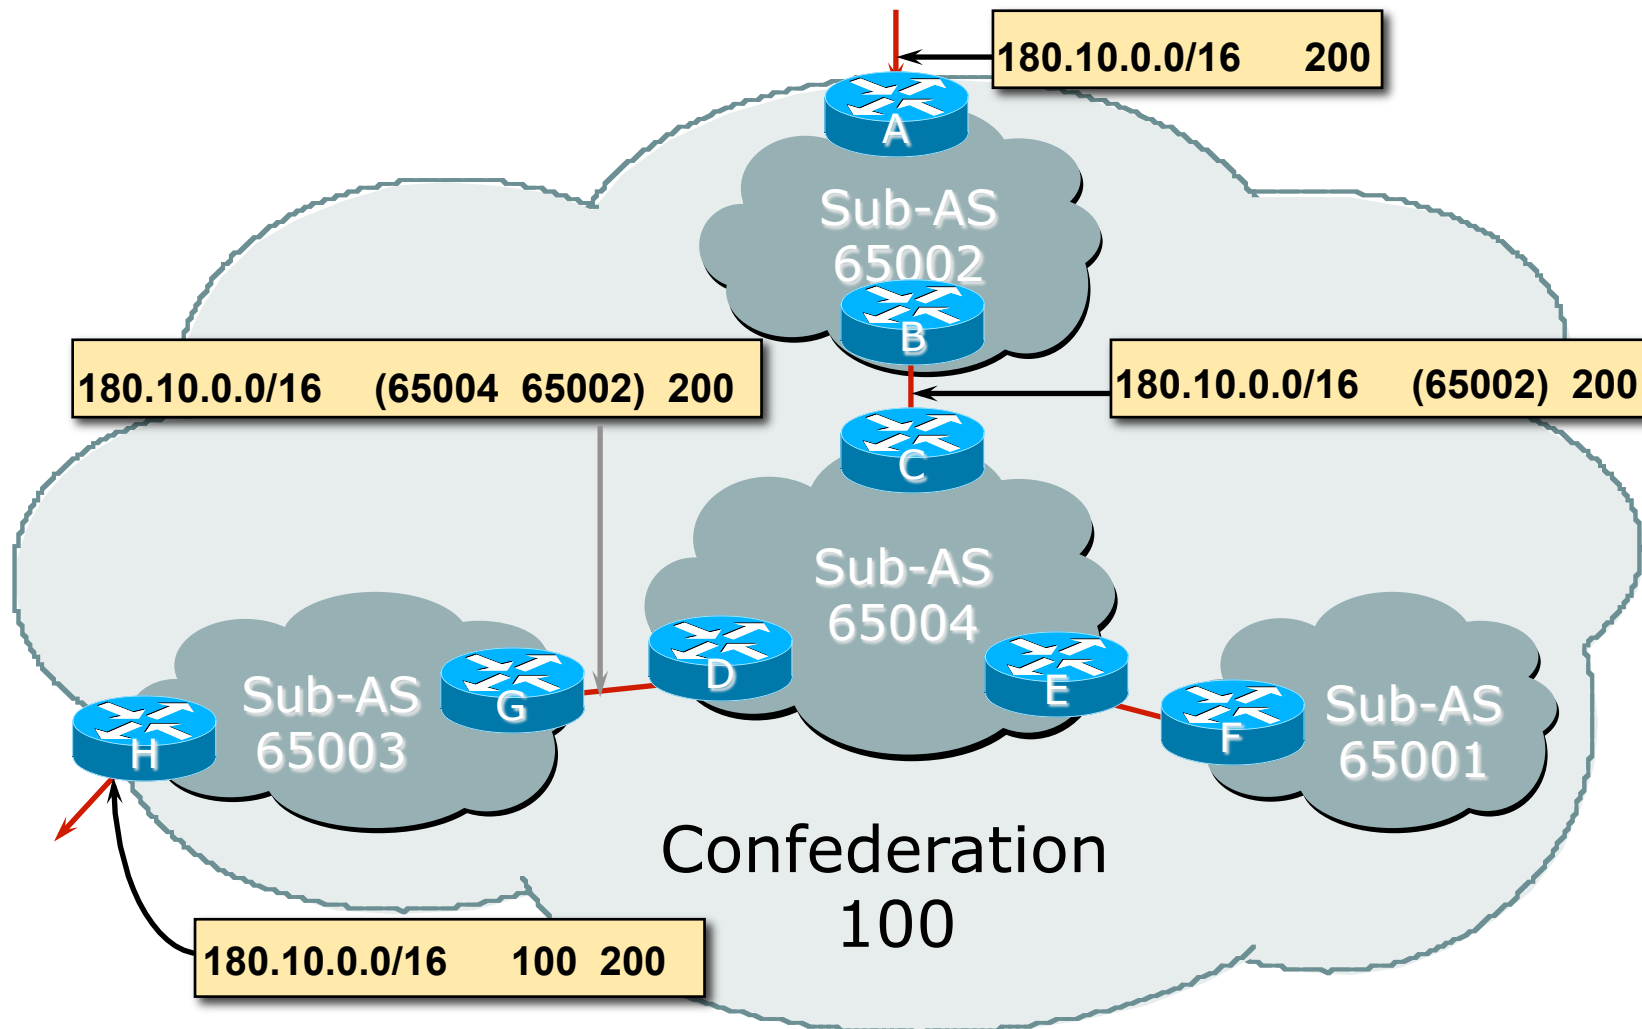 180.10.0.0/16 200
A
Sub-AS
65002
B
180.10.0.0/16 (65004 65002) 200
180.10.0.0/16 (65002) 200
C
Sub-AS
65004
D
E
G
Sub-AS
65003
H
F
Sub-AS
65001
Confederation
100
180.10.0.0/16 100 200